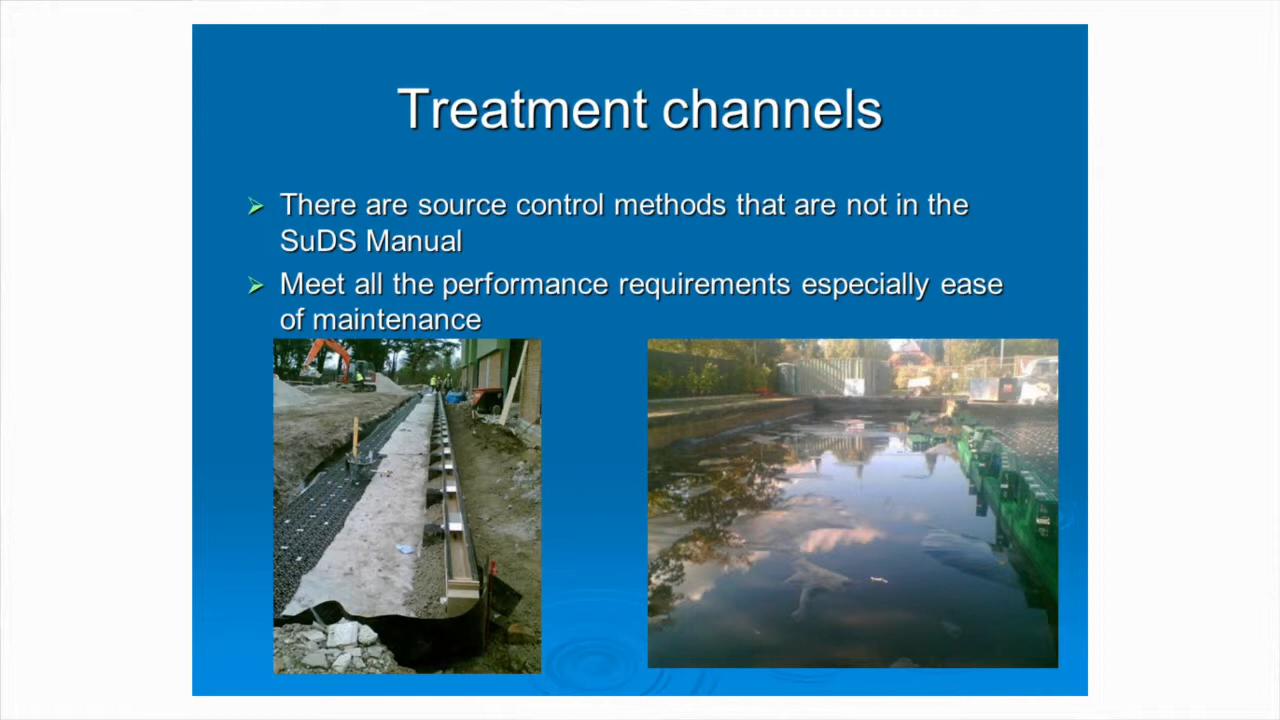 Treatment channels
There are source control methods that are not in the
SuDS Manual
Meet all the performance requirements especially ease
of maintenance